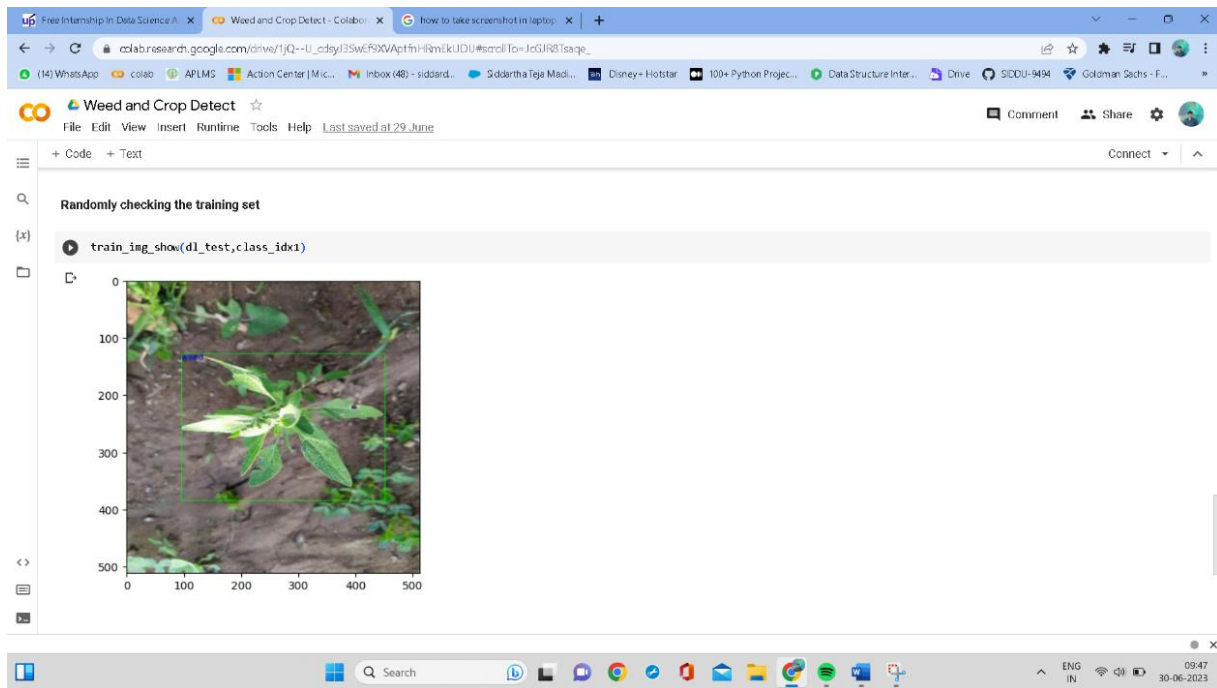 Free Internship In Data Science A
Weed and Crop Detect - Colabor
how to take screenshot in laptop
colab.research.google.com/drive/
(14) WhatsApp
colab
APLMS
Action Center | Mic...
Inbox (48) - siddard...
Siddartha Teja Madi...
Disney+ Hotstar
100+ Python Projec...
Data Structure Inter...
Drive
SIDDU-9494
Goldman Sachs - F...
Weed and Crop Detect
Comment
Share
File Edit View Insert Runtime Tools Help Last saved at 29 June
+ Code + Text
Connect
Randomly checking the training set
{x}
train_img_show(dl_test,class_idx1)
0
100
200
300
400
500
0 100 200 300 400 500
Search
ENG
IN
09:47
30-06-2023